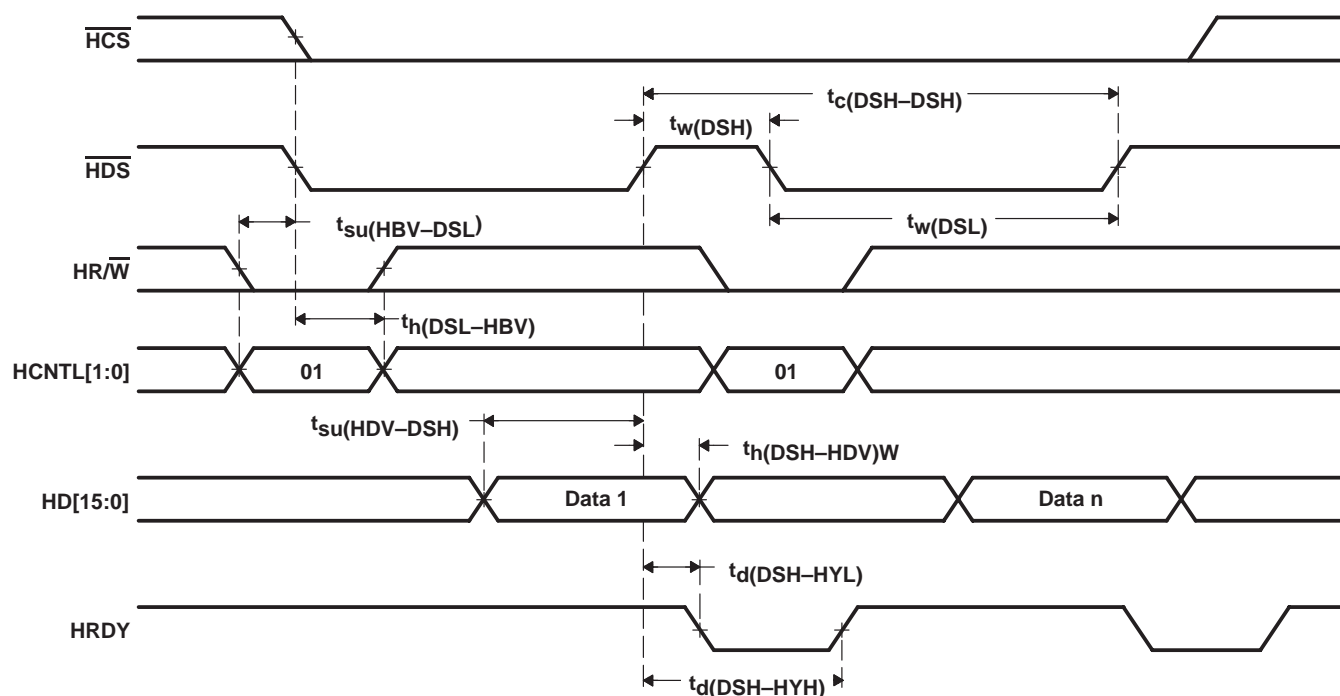 HCS
tc(DSH–DSH)
tw(DSH)
HDS
tsu(HBV–DSL)
tw(DSL)
HR/W
th(DSL–HBV)
HCNTL[1:0]
01
01
tsu(HDV–DSH)
th(DSH–HDV)W
HD[15:0]
Data 1
Data n
td(DSH–HYL)
HRDY
td(DSH–HYH)